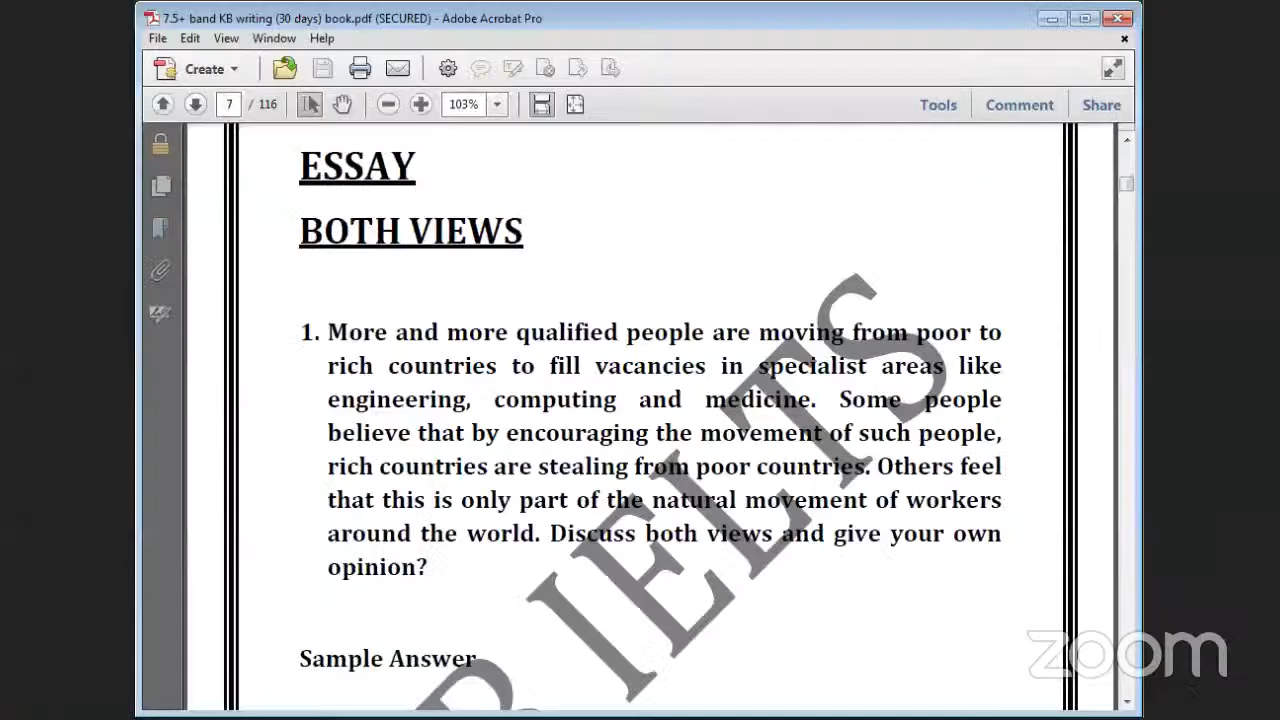 7.5+ band KB writing (30 days) book.pdf (SECURED) - Adobe Acrobat Pro
File Edit View Window Help
Create
7 / 116 103% Tools Comment Share
ESSAY
BOTH VIEWS
1. More and more qualified people are moving from poor to
rich countries to fill vacancies in specialist areas like
engineering, computing and medicine. Some people
believe that by encouraging the movement of such people,
rich countries are stealing from poor countries. Others feel
that this is only part of the natural movement of workers
around the world. Discuss both views and give your own
opinion?
Sample Answer
R IELTS
zoom